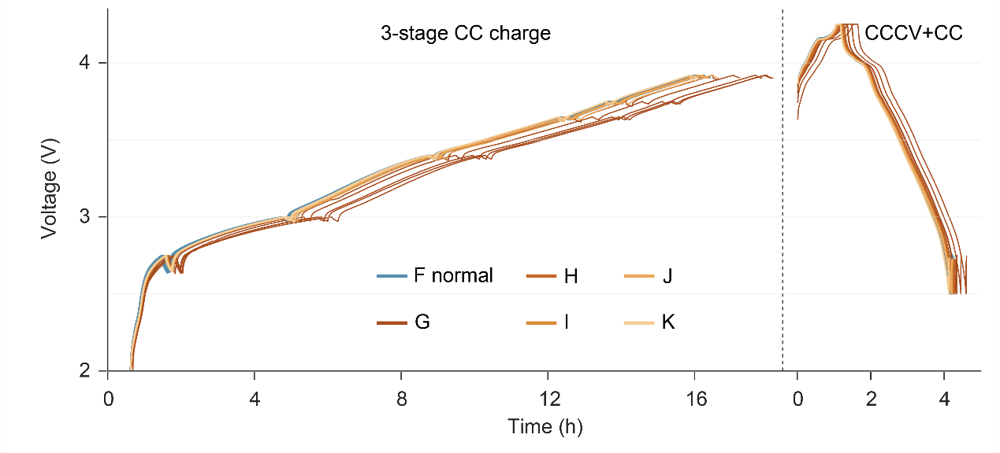 3-stage CC charge
CCCV+CC
4
3
2
Voltage (V)
F normal
H
J
G
I
K
0
4
8
12
16
0
2
4
Time (h)